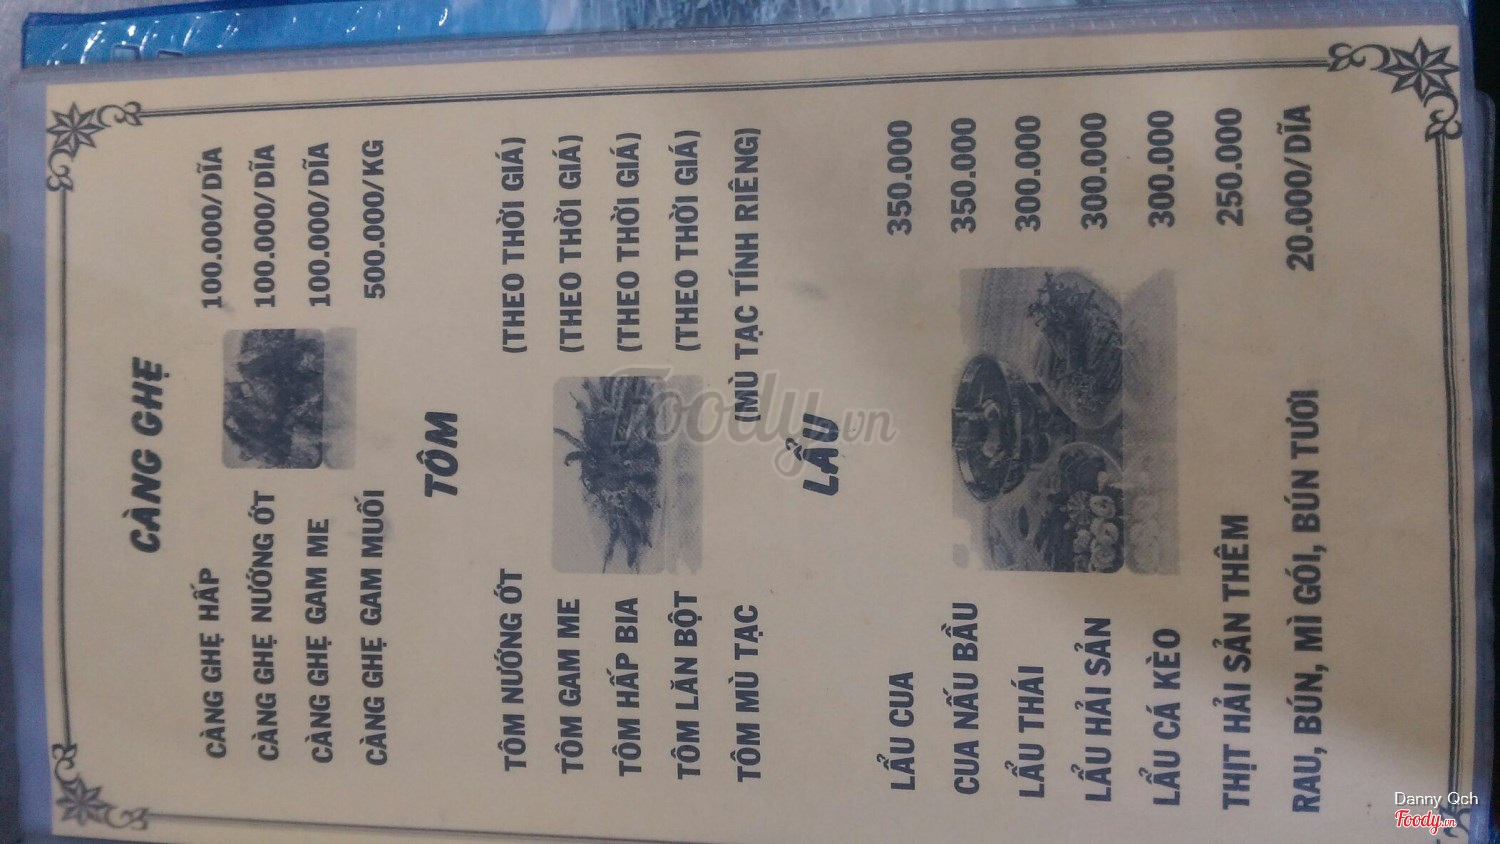 CÀNG GHẸ
CÀNG GHẸ HẤP 100.000/DĨA
CÀNG GHẸ NƯỚNG ỚT 100.000/DĨA
CÀNG GHẸ GAM ME 100.000/DĨA
CÀNG GHẸ GAM MUỐI 500.000/KG
TÔM
TÔM NƯỚNG ỚT (THEO THỜI GIÁ)
TÔM GAM ME (THEO THỜI GIÁ)
TÔM HẤP BIA (THEO THỜI GIÁ)
TÔM LĂN BỘT (THEO THỜI GIÁ)
TÔM MÙ TẠC (MÙ TẠC TÍNH RIÊNG)
LẨU
LẨU CUA 350.000
CUA NẤU BẦU 350.000
LẨU THÁI 300.000
LẨU HẢI SẢN 300.000
LẨU CÁ KÈO 300.000
THỊT HẢI SẢN THÊM 250.000
RAU, BÚN, MÌ GÓI, BÚN TƯƠI 20.000/DĨA
Foody.vn
Danny Qch
Foody.vn